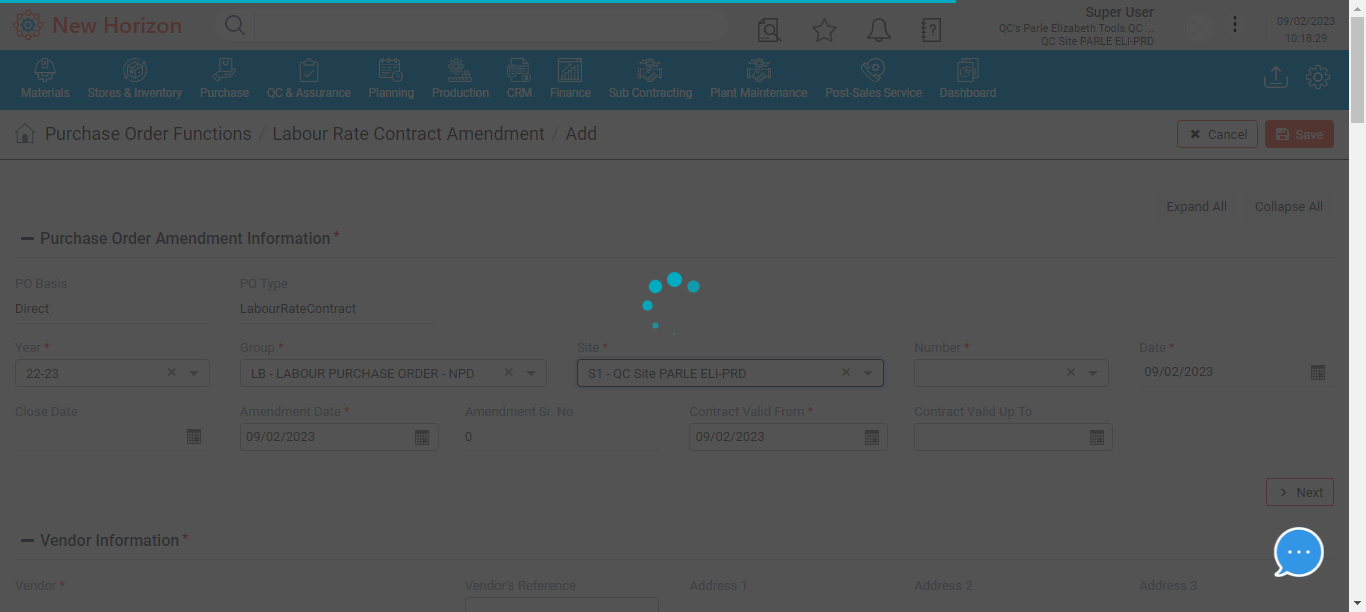 New Horizon
Super User
QC's Parle Elizabeth Tools QC ...
QC Site PARLE ELI-PRD
09/02/2023
10:18:29
Materials Stores & Inventory Purchase QC & Assurance Planning Production CRM Finance Sub Contracting Plant Maintenance Post-Sales Service Dashboard
Purchase Order Functions / Labour Rate Contract Amendment / Add
Cancel Save
Expand All Collapse All
Purchase Order Amendment Information *
PO Basis PO Type
Direct LabourRateContract
Year * Group * Site * Number * Date *
22-23 LB - LABOUR PURCHASE ORDER - NPD S1 - QC Site PARLE ELI-PRD 09/02/2023
Close Date Amendment Date * Amendment Sr. No Contract Valid From * Contract Valid Up To
09/02/2023 0 09/02/2023
Next
Vendor Information *
Vendor * Vendor's Reference Address 1 Address 2 Address 3